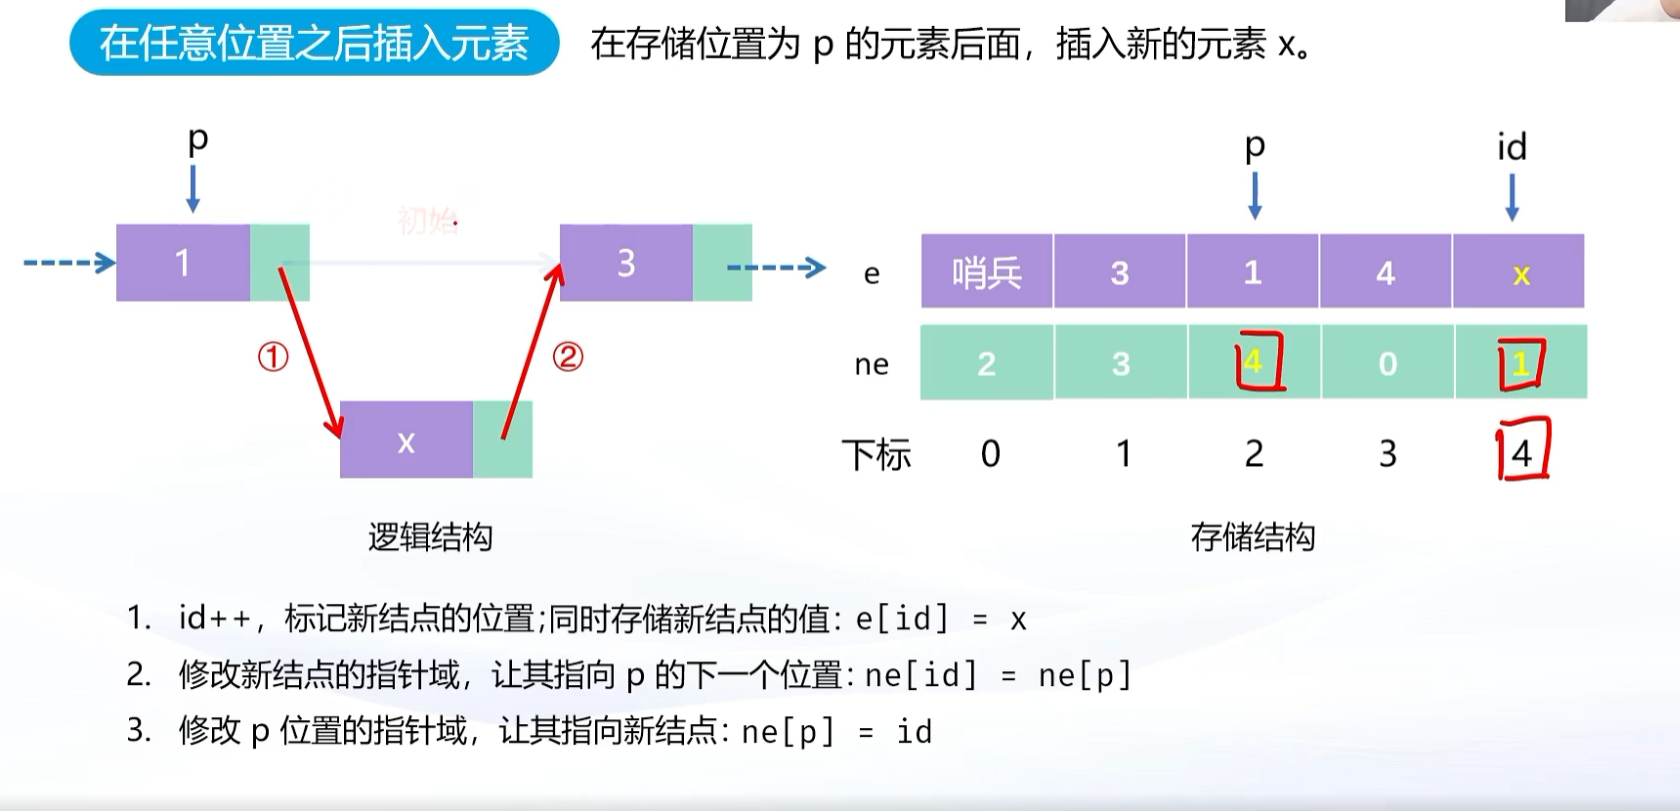 在任意位置之后插入元素 在存储位置为 p 的元素后面，插入新的元素 x。
p
初始
1
3
①
②
x
逻辑结构
p id
e 哨兵 3 1 4 x
ne 2 3 4 0 1
下标 0 1 2 3 4
存储结构
1. id++，标记新结点的位置;同时存储新结点的值：e[id] = x
2. 修改新结点的指针域，让其指向 p 的下一个位置：ne[id] = ne[p]
3. 修改 p 位置的指针域，让其指向新结点：ne[p] = id